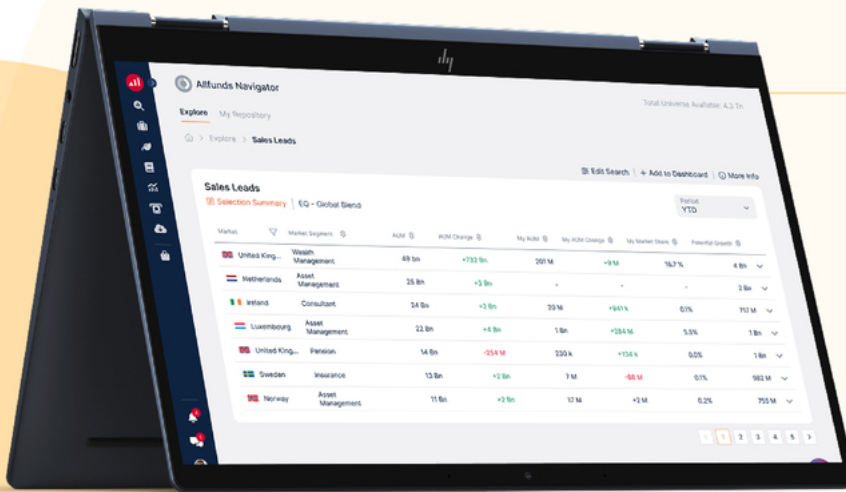 hp
Allfunds Navigator
Total Universe Available: 4,3 Tn
Explore My Repository
Explore > Sales Leads
Edit Search + Add to Dashboard More Info
Sales Leads
Selection Summary EQ - Global Blend
Period
YTD
Market Market Segment AUM AUM Change My AUM My AUM Change My Market Share Potential Growth
United King... Wealth Management 49 Bn 201 M +9 M 16.7 % 4 Bn
Netherlands Asset Management 25 Bn +3 Bn - - - 2 Bn
Ireland Consultant 24 Bn +2 Bn 20 M +941 k 0.1% 717 M
Luxembourg Asset Management 22 Bn +4 Bn 1 Bn +284 M 5.5% 1 Bn
United King... Pension 14 Bn -254 M 230 k +134 k 0.0% 1 Bn
Sweden Insurance 13 Bn +2 Bn 7 M -88 M 0.1% 982 M
Norway Asset Management 11 Bn +2 Bn 17 M +2 M 0.2% 755 M
1 2 3 4 5